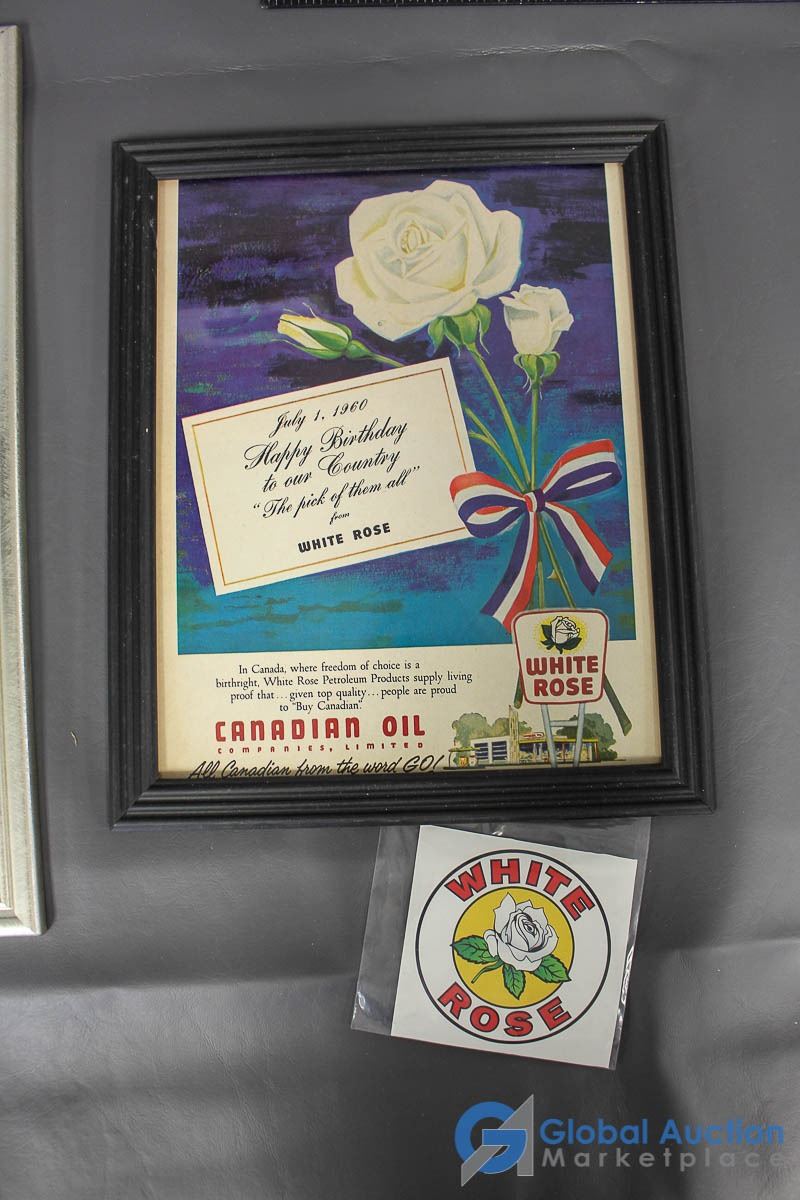 July 1, 1960
Happy Birthday
to our Country
"The pick of them all"
from
WHITE ROSE
In Canada, where freedom of choice is a
birthright, White Rose Petroleum Products supply living
proof that... given top quality... people are proud
to "Buy Canadian."
CANADIAN OIL
COMPANIES, LIMITED
All Canadian from the word GO!
WHITE
ROSE
WHITE
ROSE
Global Auction
Marketplace